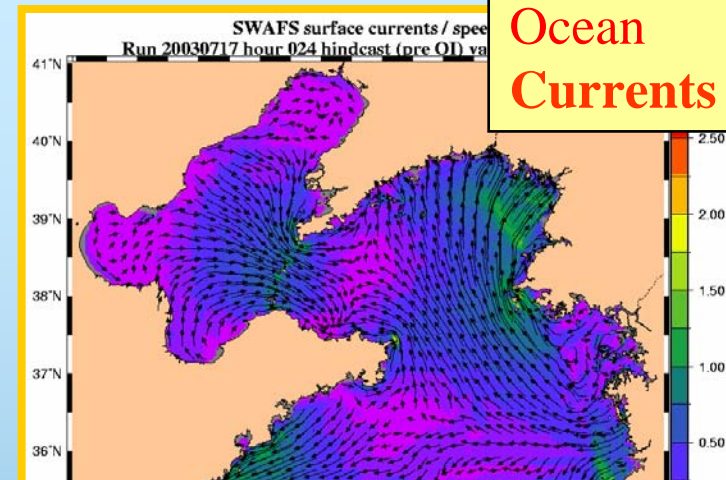 SWAFS surface currents /
Run 20030717 hour 024 hindcast (pre OI)
Ocean
Currents
41°N
40°N
39°N
38°N
37°N
36°N
2.50
2.00
1.50
1.00
0.50